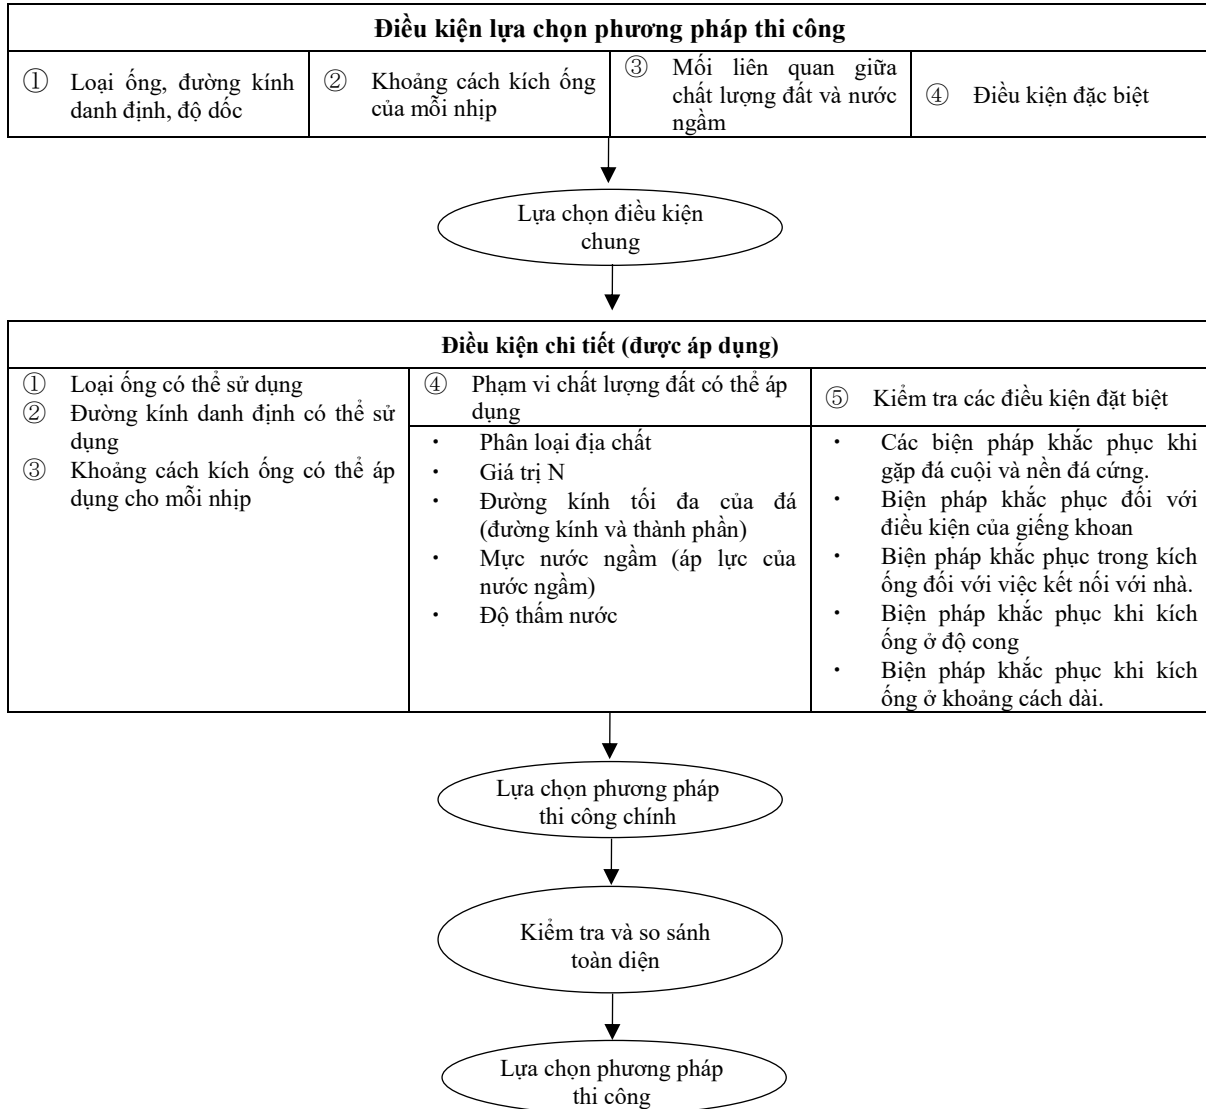 Điều kiện lựa chọn phương pháp thi công
① Loại ống, đường kính
danh định, độ dốc
② Khoảng cách kích ống
của mỗi nhịp
③ Mối liên quan giữa
chất lượng đất và nước
ngầm
④ Điều kiện đặc biệt
Lựa chọn điều kiện
chung
Điều kiện chi tiết (được áp dụng)
① Loại ống có thể sử dụng
② Đường kính danh định có thể sử
dụng
③ Khoảng cách kích ống có thể áp
dụng cho mỗi nhịp
④ Phạm vi chất lượng đất có thể áp
dụng
・ Phân loại địa chất
・ Giá trị N
・ Đường kính tối đa của đá
(đường kính và thành phần)
・ Mực nước ngầm (áp lực của
nước ngầm)
・ Độ thấm nước
⑤ Kiểm tra các điều kiện đặt biệt
・ Các biện pháp khắc phục khi
gặp đá cuội và nền đá cứng.
・ Biện pháp khắc phục đối với
điều kiện của giếng khoan
・ Biện pháp khắc phục trong kích
ống đối với việc kết nối với nhà.
・ Biện pháp khắc phục khi kích
ống ở độ cong
・ Biện pháp khắc phục khi kích
ống ở khoảng cách dài.
Lựa chọn phương pháp
thi công chính
Kiểm tra và so sánh
toàn diện
Lựa chọn phương pháp
thi công